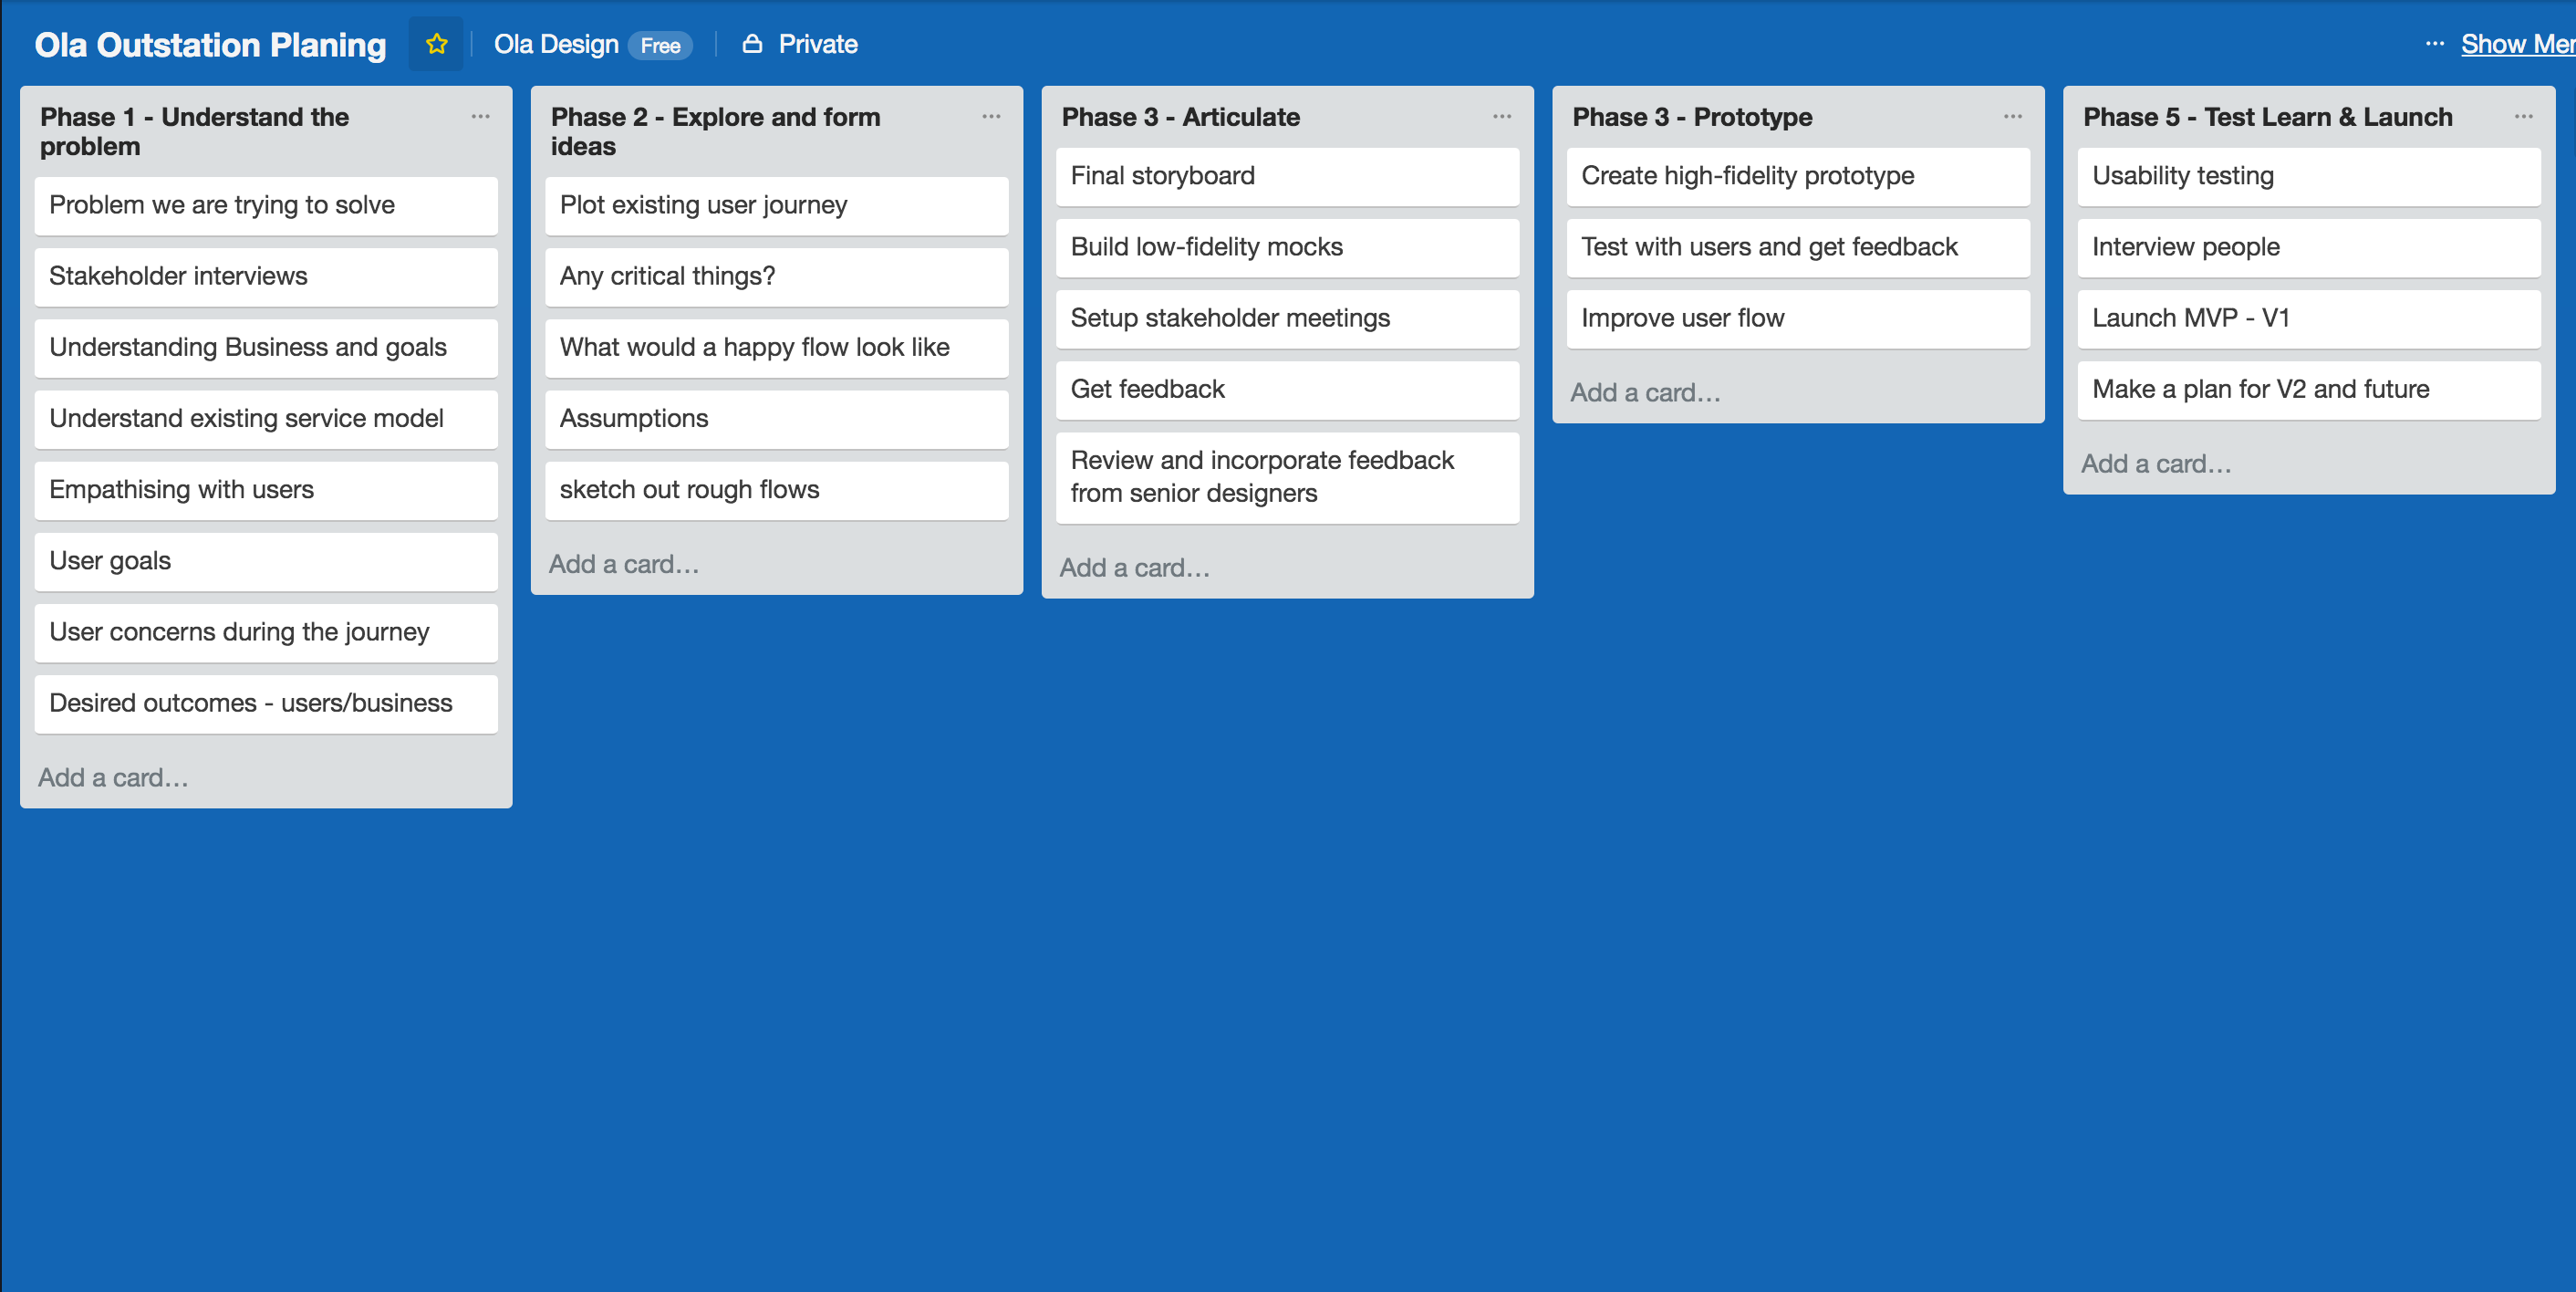 Ola Outstation Planing
Ola Design Free
Private
... Show Mer
Phase 1 - Understand the
problem
Problem we are trying to solve
Stakeholder interviews
Understanding Business and goals
Understand existing service model
Empathising with users
User goals
User concerns during the journey
Desired outcomes - users/business
Add a card…
Phase 2 - Explore and form
ideas
Plot existing user journey
Any critical things?
What would a happy flow look like
Assumptions
sketch out rough flows
Add a card…
Phase 3 - Articulate
Final storyboard
Build low-fidelity mocks
Setup stakeholder meetings
Get feedback
Review and incorporate feedback
from senior designers
Add a card…
Phase 3 - Prototype
Create high-fidelity prototype
Test with users and get feedback
Improve user flow
Add a card…
Phase 5 - Test Learn & Launch
Usability testing
Interview people
Launch MVP - V1
Make a plan for V2 and future
Add a card…